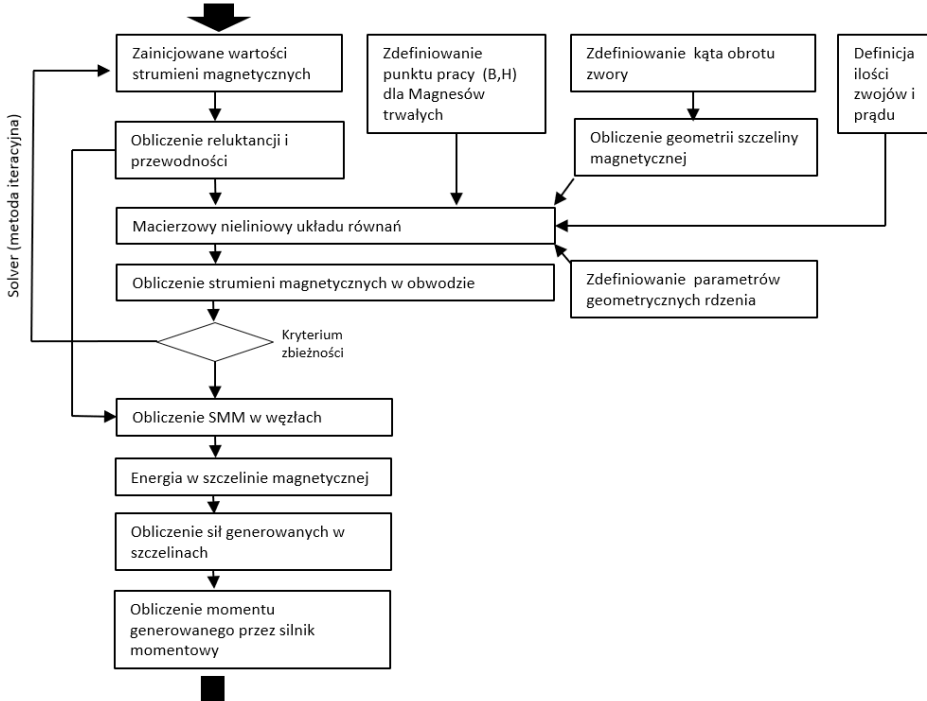 Zainicjowane wartości
strumieni magnetycznych
Zdefiniowanie
punktu pracy (B,H)
dla Magnesów
trwałych
Zdefiniowanie kąta obrotu
zwory
Definicja
ilości
zwojów i
prądu
Obliczenie reluktancji i
przewodności
Obliczenie geometrii szczeliny
magnetycznej
Solver (metoda iteracyjna)
Macierzowy nieliniowy układu równań
Obliczenie strumieni magnetycznych w obwodzie
Zdefiniowanie parametrów
geometrycznych rdzenia
Kryterium
zbieżności
Obliczenie SMM w węzłach
Energia w szczelinie magnetycznej
Obliczenie sił generowanych w
szczelinach
Obliczenie momentu
generowanego przez silnik
momentowy